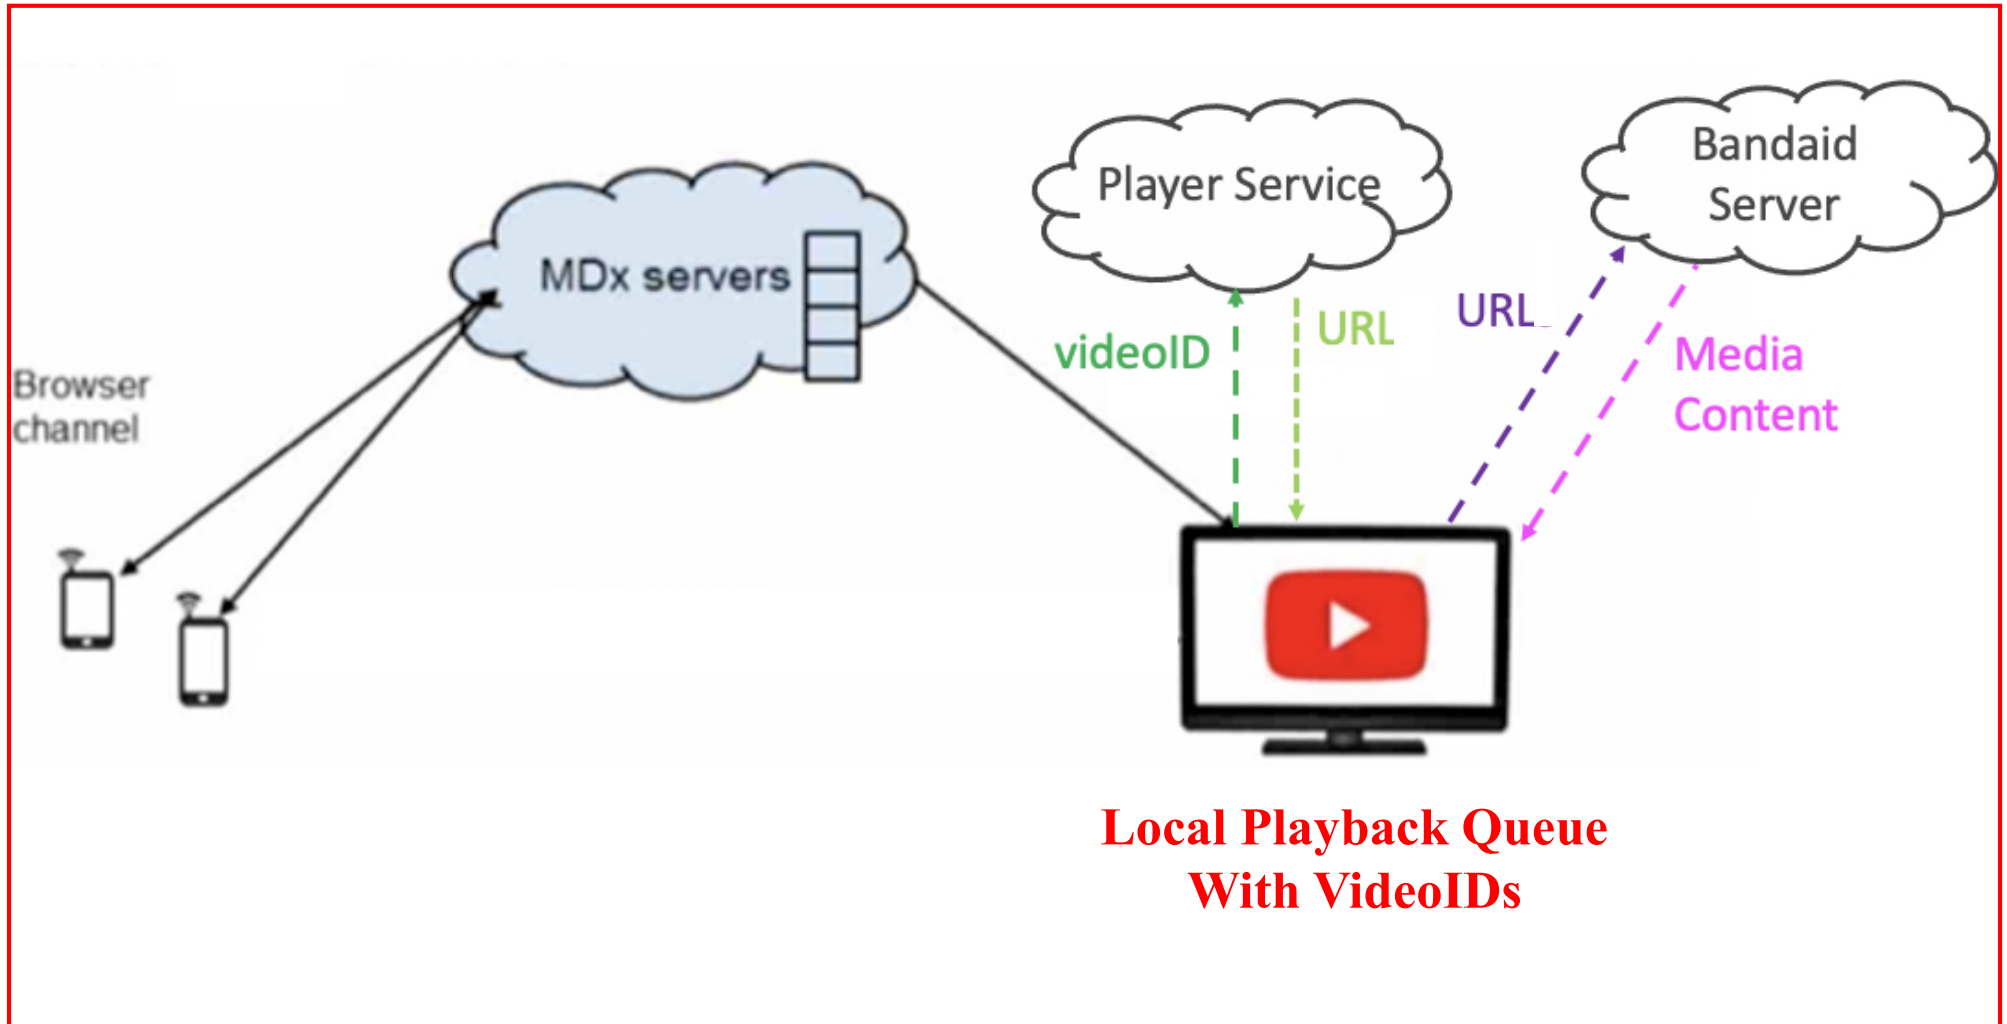 Browser
channel
MDx servers
Player Service
Bandaid
Server
videoID
URL
URL
Media
Content
Local Playback Queue
With VideoIDs